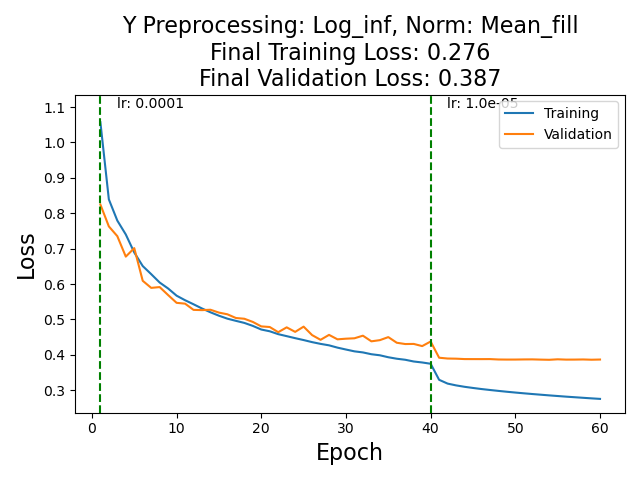 Y Preprocessing: Log_inf, Norm: Mean_fill
Final Training Loss: 0.276
Final Validation Loss: 0.387
lr: 0.0001
lr: 1.0e-05
Training
Validation
1.1
1.0
0.9
0.8
0.7
0.6
0.5
0.4
0.3
Loss
0
10
20
30
40
50
60
Epoch